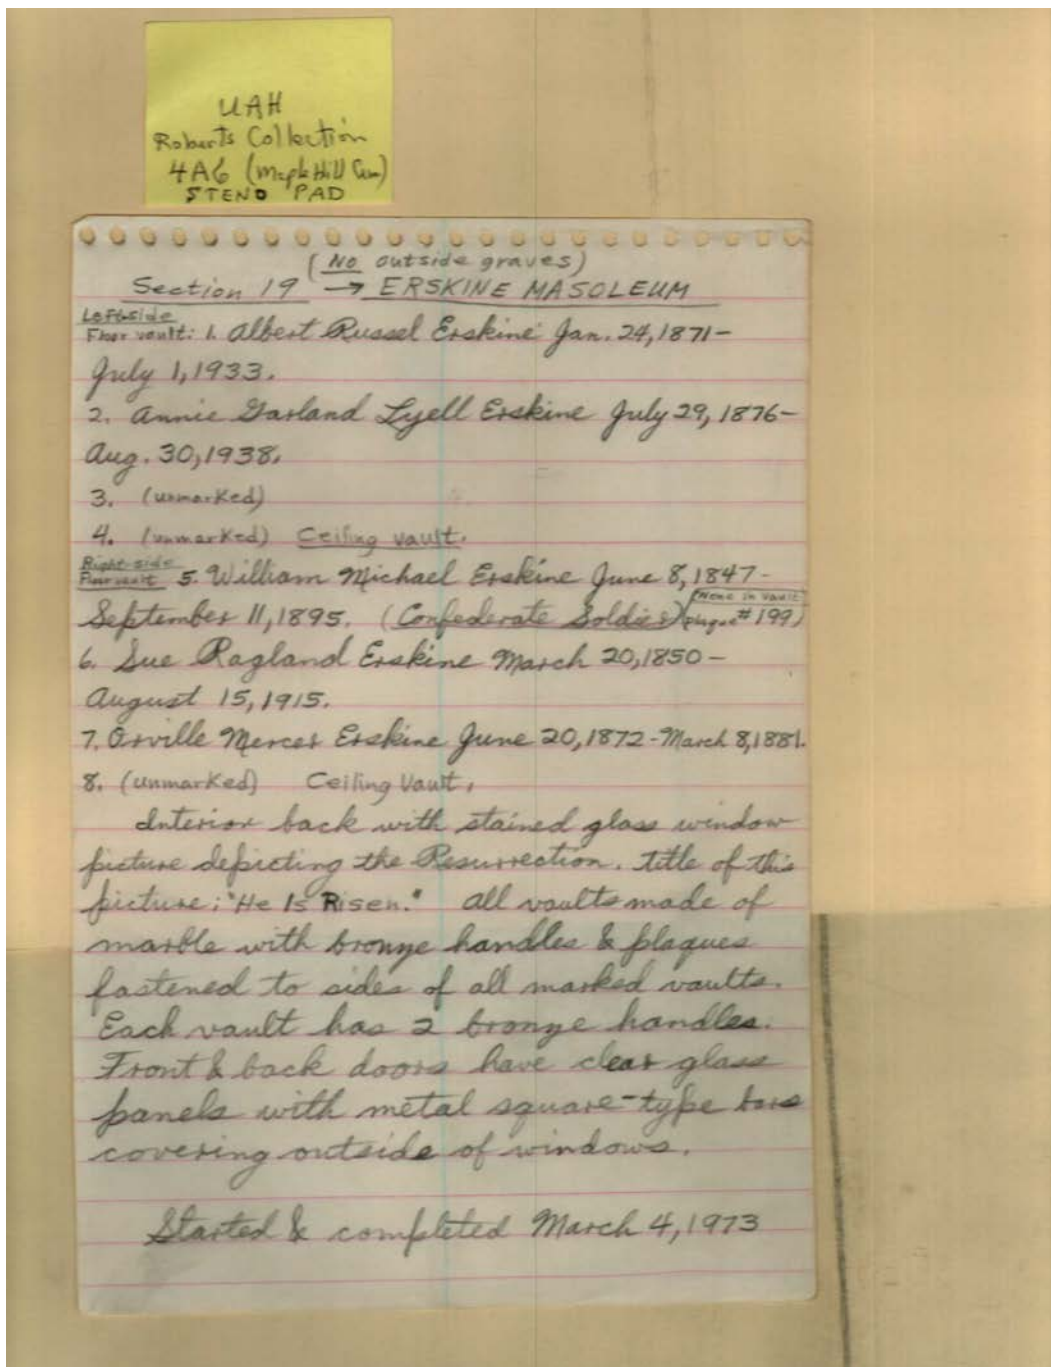 UAH
Roberts Collection
4A6 (Maple Hill Cem)
STENO PAD
(No outside graves)
Section 19 → ERSKINE MASOLEUM
Leftside
Floor vault: 1. Albert Russel Erskine Jan. 24, 1871-
July 1, 1933.
2. Annie Garland Lyell Erskine July 29, 1876-
Aug. 30, 1938.
3. (unmarked)
4. (unmarked) Ceiling vault.
Right side
Floor vault 5. William Michael Erskine June 8, 1847-
September 11, 1895. (Confederate Soldier) (plaque #199)
None in vault
6. Sue Ragland Erskine March 20, 1850-
August 15, 1915.
7. Orville Mercer Erskine June 20, 1872-March 8, 1881.
8. (unmarked) Ceiling Vault.
Interior back with stained glass window
picture depicting the Resurrection. title of this
picture: "He Is Risen." All vaults made of
marble with bronze handles & plaques
fastened to sides of all marked vaults.
Each vault has 2 bronze handles.
Front & back doors have clear glass
panels with metal square-type bars
covering outside of windows.
Started & completed March 4, 1973